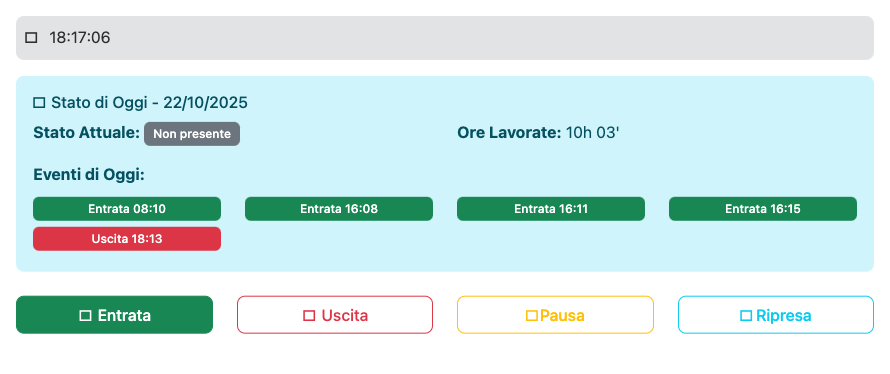 18:17:06
Stato di Oggi - 22/10/2025
Stato Attuale: Non presente
Ore Lavorate: 10h 03'
Eventi di Oggi:
Entrata 08:10 Entrata 16:08 Entrata 16:11 Entrata 16:15
Uscita 18:13
Entrata Uscita Pausa Ripresa